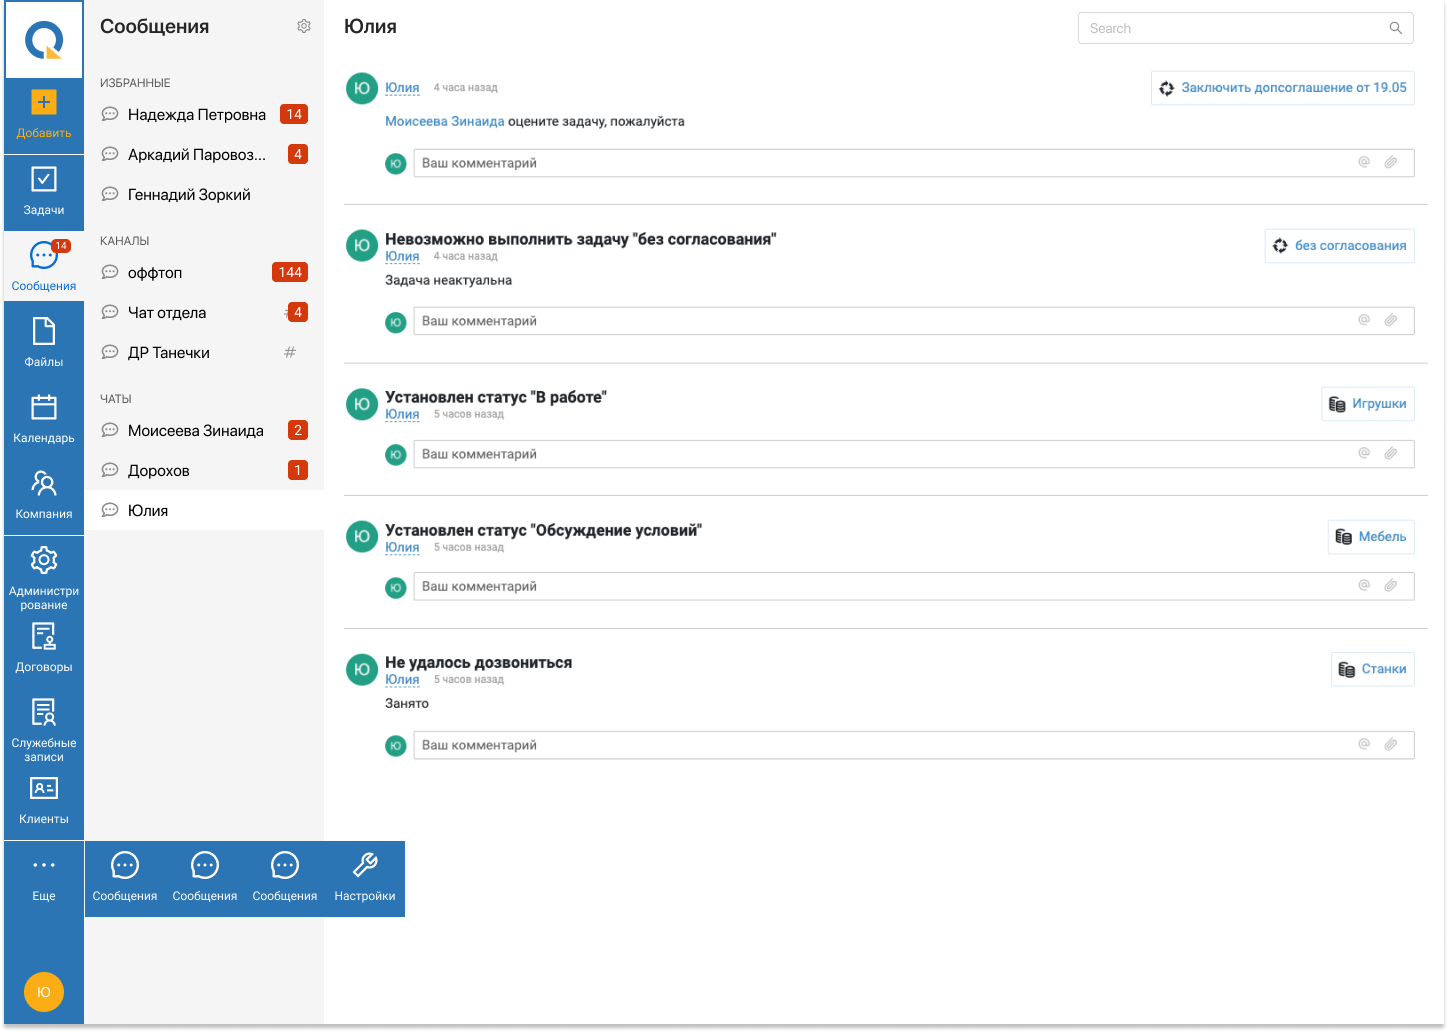 Добавить
Задачи
14
Сообщения
Файлы
Календарь
Компания
Администри
рование
Договоры
Служебные
записи
Клиенты
Еще
Ю
Сообщения
ИЗБРАННЫЕ
Надежда Петровна 14
Аркадий Паровоз... 4
Геннадий Зоркий
КАНАЛЫ
оффтоп 144
Чат отдела 4
ДР Танечки #
ЧАТЫ
Моисеева Зинаида 2
Дорохов 1
Юлия
Сообщения Сообщения Сообщения Настройки
Юлия
Search
Ю Юлия 4 часа назад Заключить допсоглашение от 19.05
Моисеева Зинаида оцените задачу, пожалуйста
Ю Ваш комментарий @
Ю Невозможно выполнить задачу "без согласования"
Юлия 4 часа назад без согласования
Задача неактуальна
Ю Ваш комментарий @
Ю Установлен статус "В работе"
Юлия 5 часов назад Игрушки
Ю Ваш комментарий @
Ю Установлен статус "Обсуждение условий"
Юлия 5 часов назад Мебель
Ю Ваш комментарий @
Ю Не удалось дозвониться
Юлия 5 часов назад Станки
Занято
Ю Ваш комментарий @